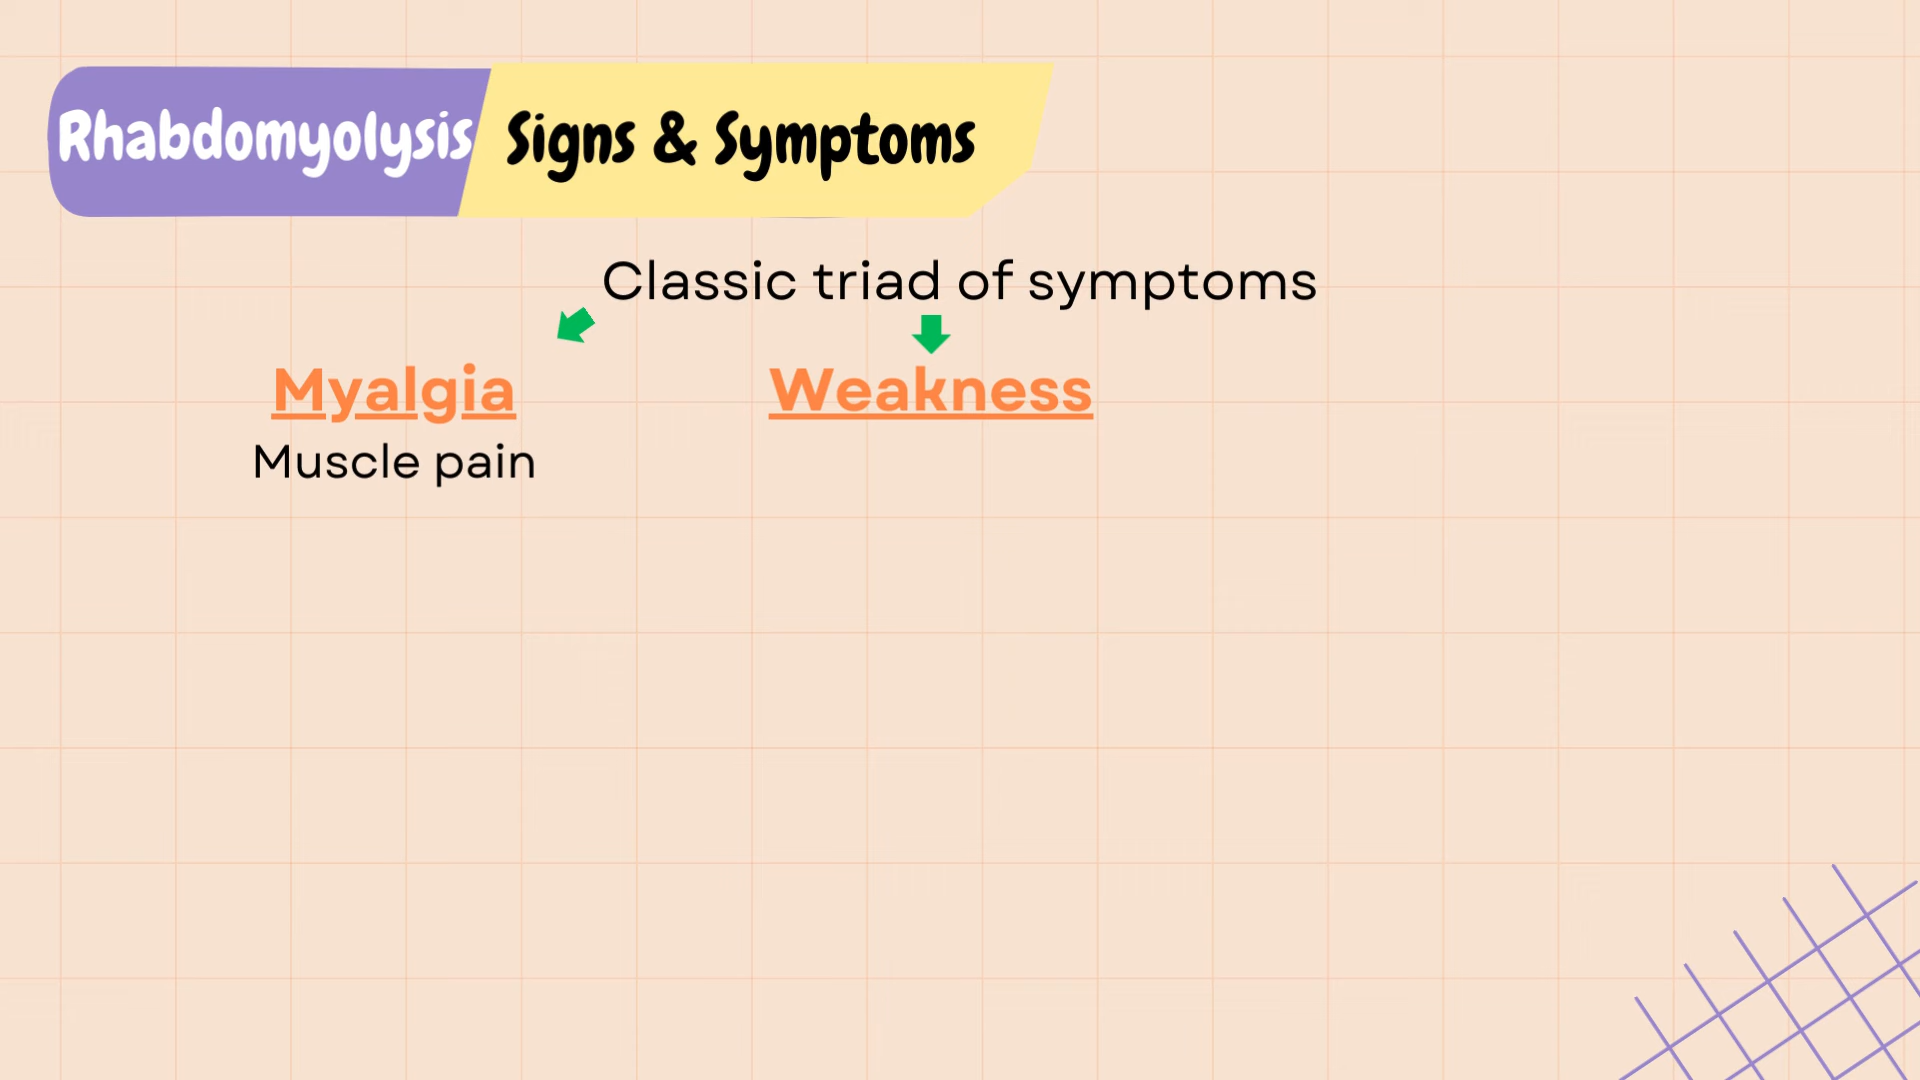 Rhabdomyolysis Signs & Symptoms
Classic triad of symptoms
Myalgia Weakness
Muscle pain